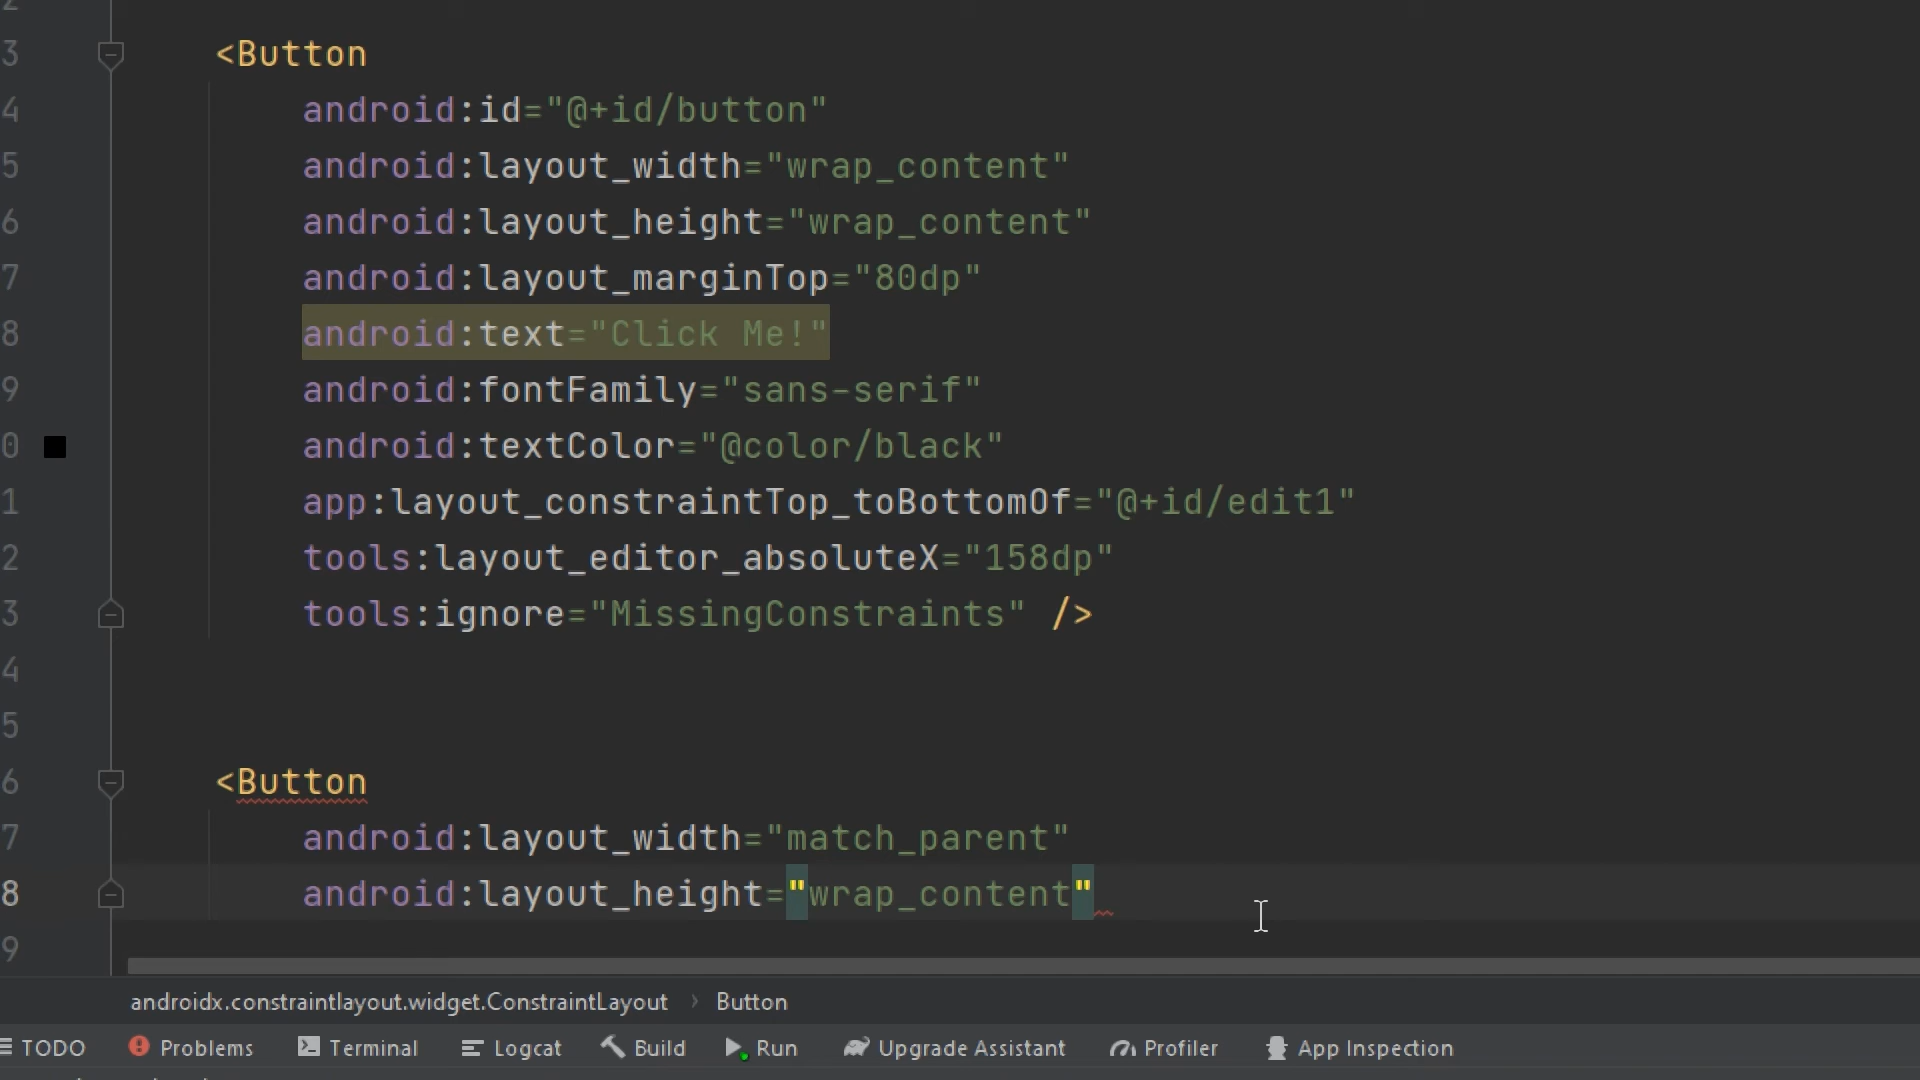 3 <Button
4 android:id="@+id/button"
5 android:layout_width="wrap_content"
6 android:layout_height="wrap_content"
7 android:layout_marginTop="80dp"
8 android:text="Click Me!"
9 android:fontFamily="sans-serif"
0 android:textColor="@color/black"
1 app:layout_constraintTop_toBottomOf="@+id/edit1"
2 tools:layout_editor_absoluteX="158dp"
3 tools:ignore="MissingConstraints" />
4
5
6 <Button
7 android:layout_width="match_parent"
8 android:layout_height="wrap_content"
9
androidx.constraintlayout.widget.ConstraintLayout › Button
TODO Problems Terminal Logcat Build Run Upgrade Assistant Profiler App Inspection